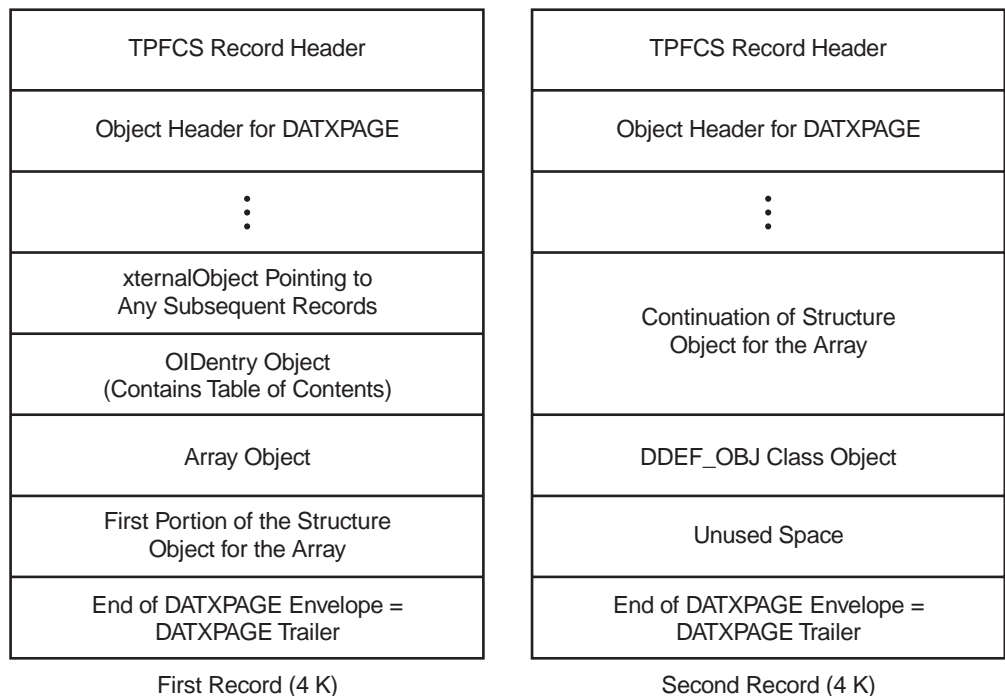 TPFCS Record Header
Object Header for DATXPAGE
xternalObject Pointing to
Any Subsequent Records
OIDentry Object
(Contains Table of Contents)
Array Object
First Portion of the Structure
Object for the Array
End of DATXPAGE Envelope =
DATXPAGE Trailer
First Record (4 K)
TPFCS Record Header
Object Header for DATXPAGE
Continuation of Structure
Object for the Array
DDEF_OBJ Class Object
Unused Space
End of DATXPAGE Envelope =
DATXPAGE Trailer
Second Record (4 K)